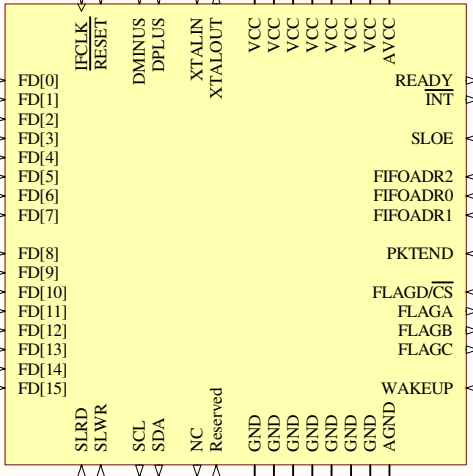 IFCLK
RESET
DMINUS
DPLUS
XTALIN
XTALOUT
VCC
VCC
VCC
VCC
VCC
VCC
VCC
AVCC
FD[0]
FD[1]
FD[2]
FD[3]
FD[4]
FD[5]
FD[6]
FD[7]
FD[8]
FD[9]
FD[10]
FD[11]
FD[12]
FD[13]
FD[14]
FD[15]
READY
INT
SLOE
FIFOADR2
FIFOADR0
FIFOADR1
PKTEND
FLAGD/CS
FLAGA
FLAGB
FLAGC
WAKEUP
SLRD
SLWR
SCL
SDA
NC
Reserved
GND
GND
GND
GND
GND
GND
GND
AGND